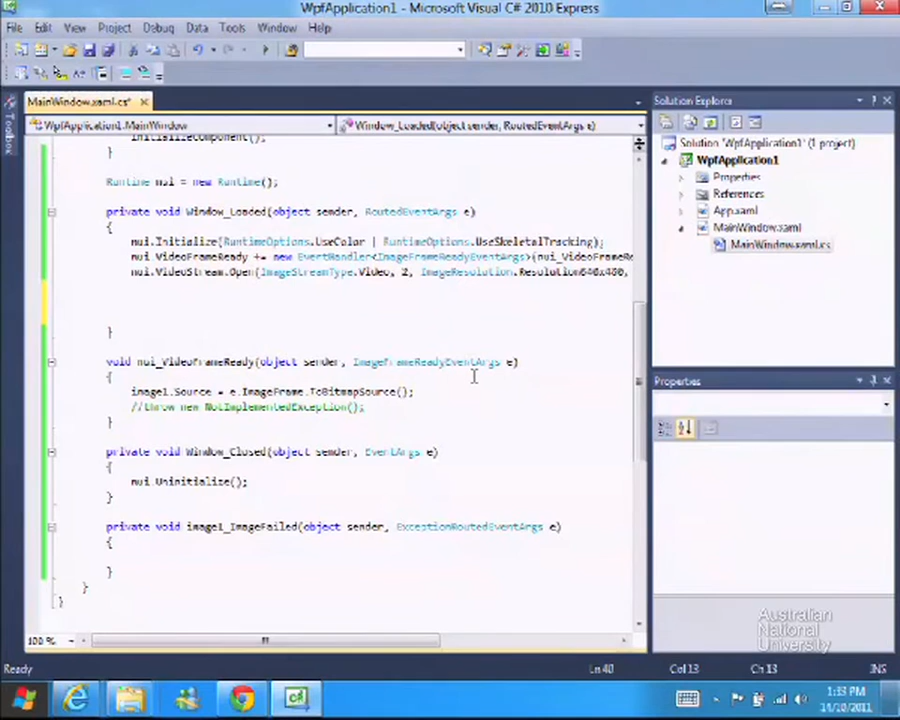 WpfApplication1 - Microsoft Visual C# 2010 Express
File Edit View Project Debug Data Tools Window Help
MainWindow.xaml.cs*
Solution Explorer
WpfApplication1.MainWindow
Window_Loaded(object sender, RoutedEventArgs e)
InitializeComponent();
}
Solution 'WpfApplication1' (1 project)
WpfApplication1
Properties
References
App.xaml
MainWindow.xaml
MainWindow.xaml.cs
Toolbox
Runtime nui = new Runtime();
private void Window_Loaded(object sender, RoutedEventArgs e)
{
nui.Initialize(RuntimeOptions.UseColor | RuntimeOptions.UseSkeletalTracking);
nui.VideoFrameReady += new EventHandler<ImageFrameReadyEventArgs>(nui_VideoFrameRe
nui.VideoStream.Open(ImageStreamType.Video, 2, ImageResolution.Resolution640x480,
}
void nui_VideoFrameReady(object sender, ImageFrameReadyEventArgs e)
{
image1.Source = e.ImageFrame.ToBitmapSource();
//throw new NotImplementedException();
}
private void Window_Closed(object sender, EventArgs e)
{
nui.Uninitialize();
}
private void image1_ImageFailed(object sender, ExceptionRoutedEventArgs e)
{
}
}
}
Properties
Australian
National
University
100 %
Ready
Ln 40
Col 13
Ch 13
INS
1:33 PM
14/10/2011